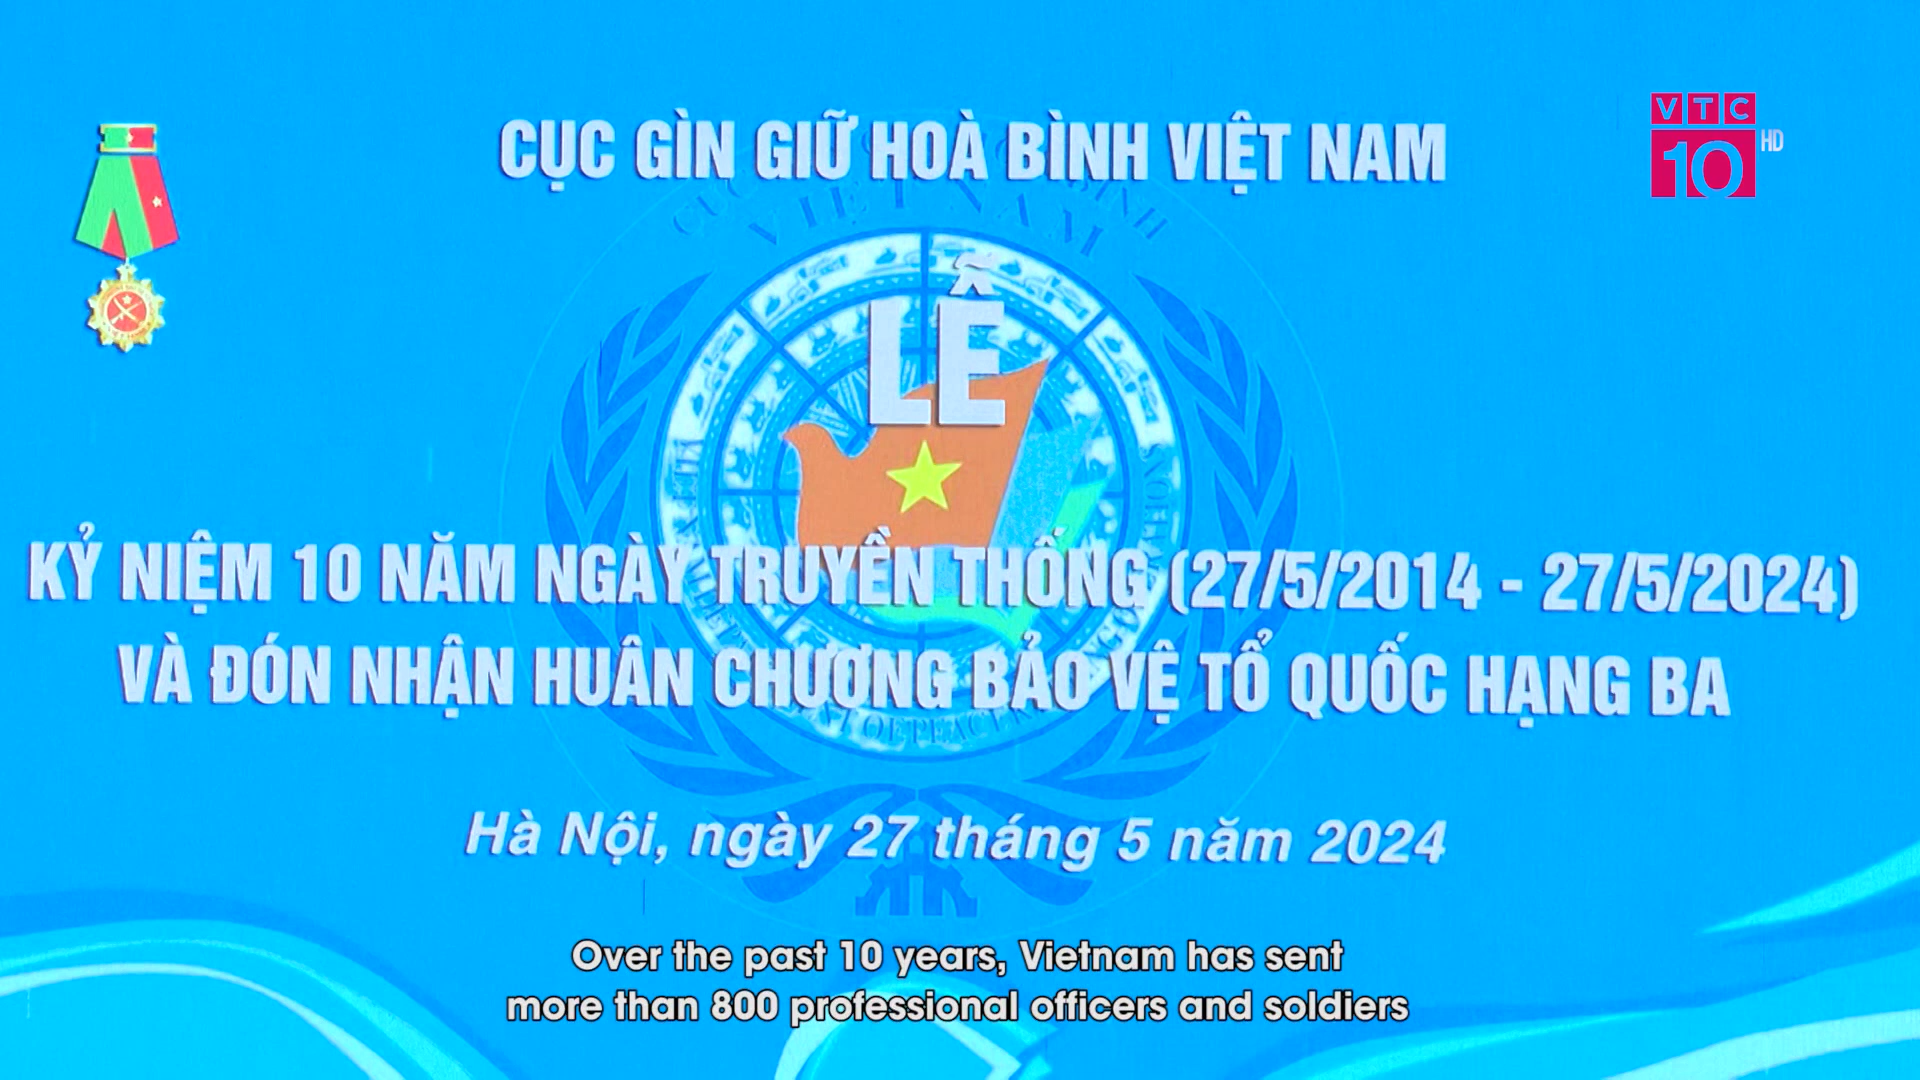 CỤC GÌN GIỮ HOÀ BÌNH VIỆT NAM
VTC
10 HD
VIỆT NAM
LỄ
KỶ NIỆM 10 NĂM NGÀY TRUYỀN THỐNG (27/5/2014 - 27/5/2024)
VÀ ĐÓN NHẬN HUÂN CHƯƠNG BẢO VỆ TỔ QUỐC HẠNG BA
Hà Nội, ngày 27 tháng 5 năm 2024
Over the past 10 years, Vietnam has sent
more than 800 professional officers and soldiers